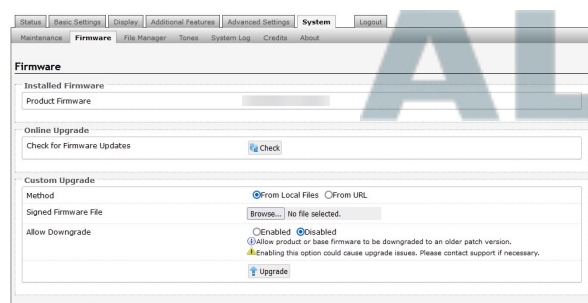 Status Basic Settings Display Additional Features Advanced Settings System Logout
Maintenance Firmware File Manager Tones System Log Credits About
Firmware
Installed Firmware
Product Firmware
Online Upgrade
Check for Firmware Updates Check
Custom Upgrade
Method From Local Files From URL
Signed Firmware File Browse... No file selected.
Allow Downgrade Enabled Disabled
Allow product or base firmware to be downgraded to an older patch version.
Enabling this option could cause upgrade issues. Please contact support if necessary.
Upgrade
AL